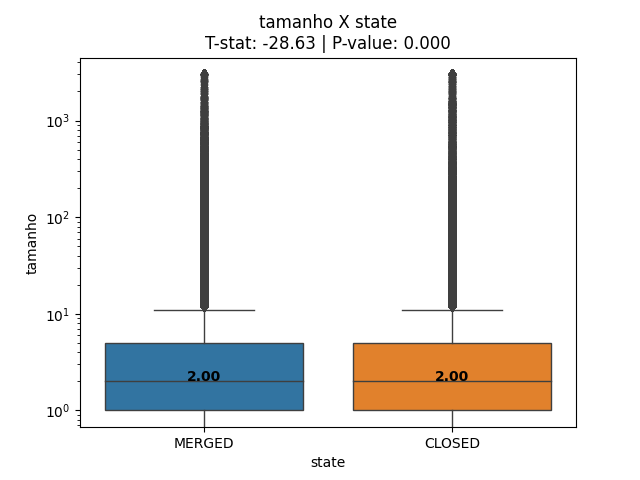 tamanho X state
T-stat: -28.63 | P-value: 0.000
tamanho
10³
10²
10¹
10⁰
2.00
2.00
MERGED
CLOSED
state